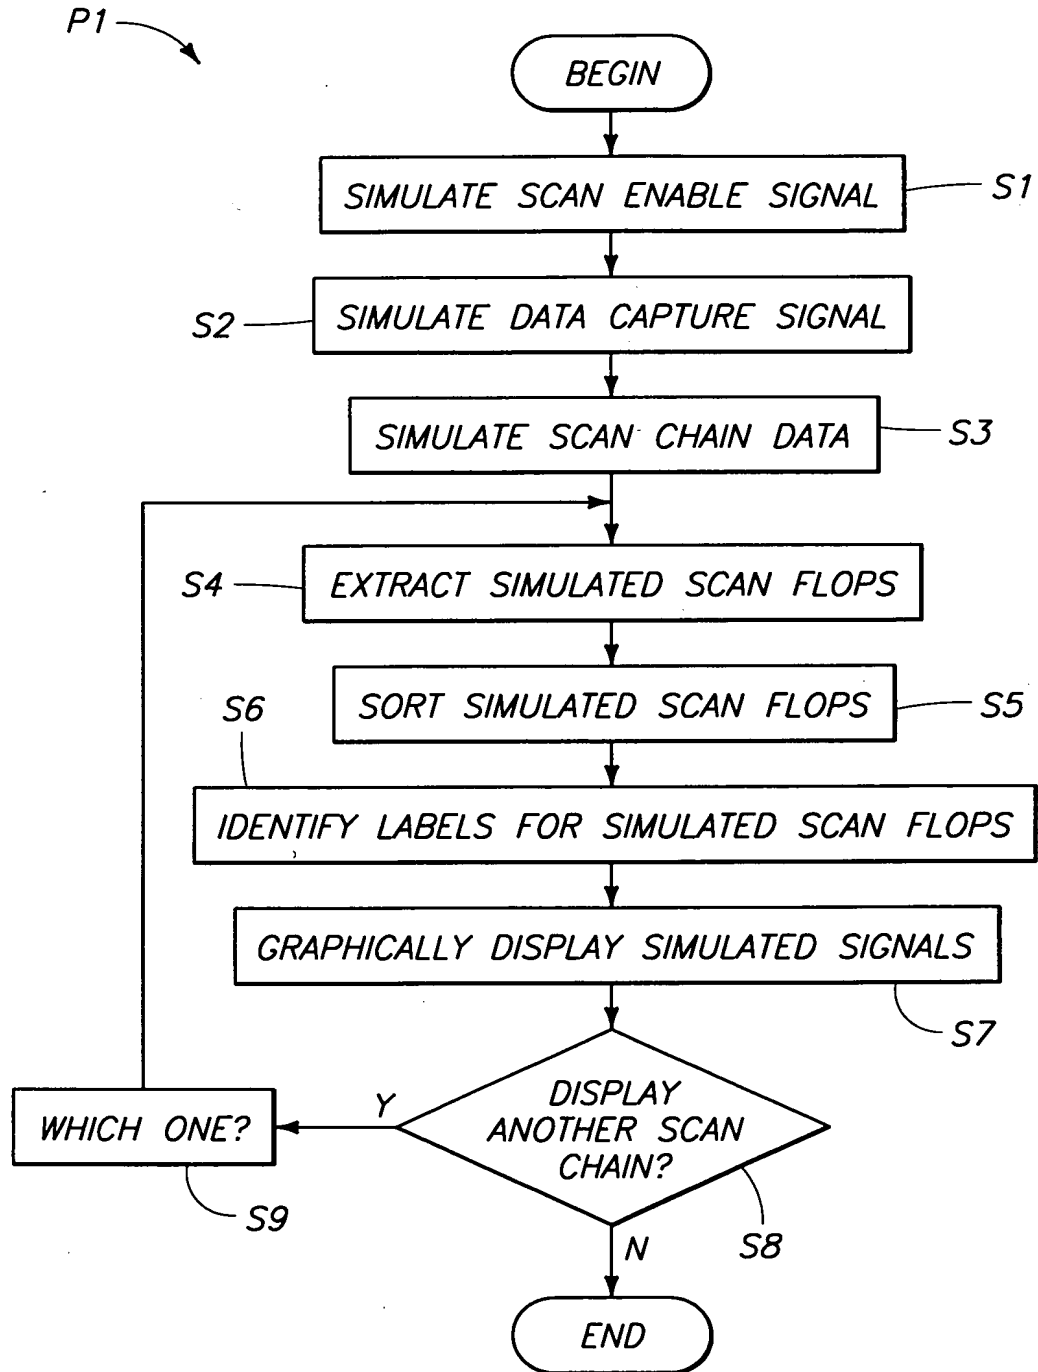 P1
BEGIN
SIMULATE SCAN ENABLE SIGNAL
S1
SIMULATE DATA CAPTURE SIGNAL
S2
SIMULATE SCAN CHAIN DATA
S3
EXTRACT SIMULATED SCAN FLOPS
S4
SORT SIMULATED SCAN FLOPS
S5
S6
IDENTIFY LABELS FOR SIMULATED SCAN FLOPS
GRAPHICALLY DISPLAY SIMULATED SIGNALS
S7
DISPLAY
ANOTHER SCAN
CHAIN?
S8
Y
WHICH ONE?
S9
N
END